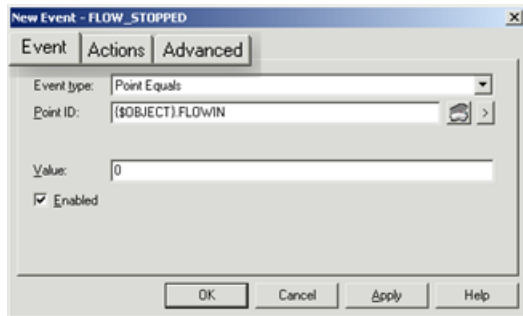 New Event - FLOW_STOPPED
Event Actions Advanced
Event type: Point Equals
Point ID: {$OBJECT}.FLOWIN >
Value: 0
Enabled
OK Cancel Apply Help